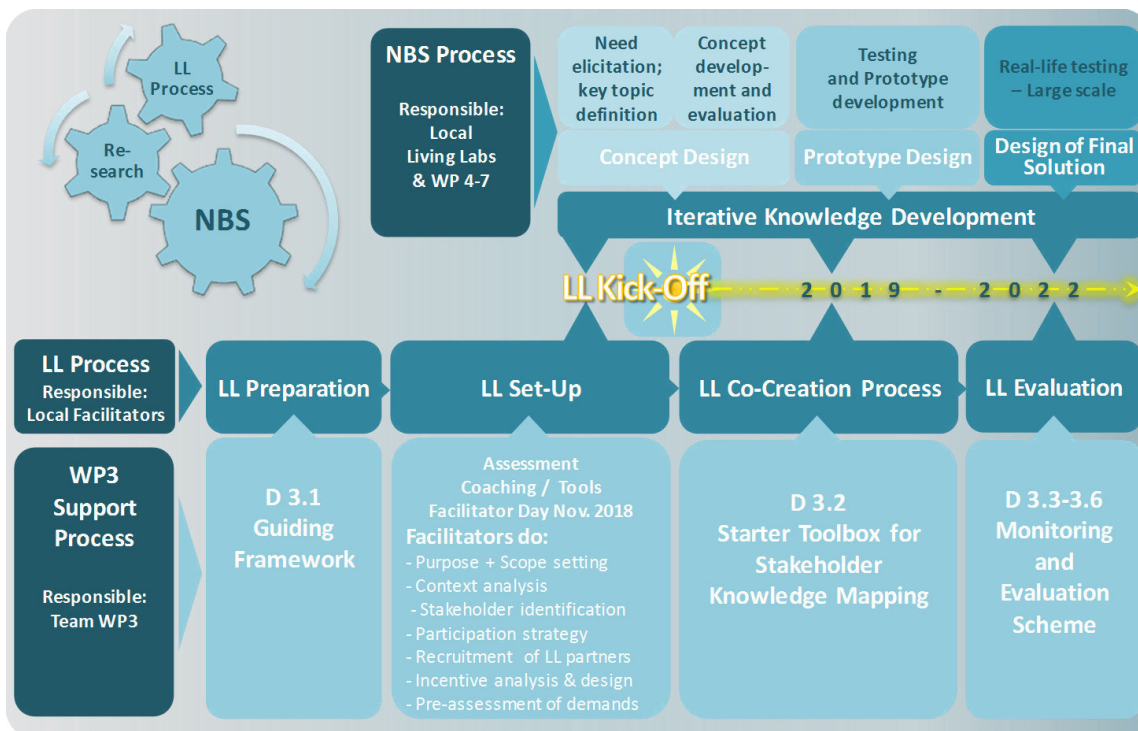 LL
Process
Re-
search
NBS
NBS Process
Responsible:
Local
Living Labs
& WP 4-7
Need
elicitation;
key topic
definition
Concept
develop-
ment and
evaluation
Testing
and Prototype
development
Real-life testing
– Large scale
Concept Design
Prototype Design
Design of Final
Solution
Iterative Knowledge Development
LL Kick-Off
2 0 1 9 - 2 0 2 2
LL Process
Responsible:
Local Facilitators
LL Preparation
LL Set-Up
LL Co-Creation Process
LL Evaluation
WP3
Support
Process
Responsible:
Team WP3
D 3.1
Guiding
Framework
Assessment
Coaching / Tools
Facilitator Day Nov. 2018
Facilitators do:
- Purpose + Scope setting
- Context analysis
- Stakeholder identification
- Participation strategy
- Recruitment of LL partners
- Incentive analysis & design
- Pre-assessment of demands
D 3.2
Starter Toolbox for
Stakeholder
Knowledge Mapping
D 3.3-3.6
Monitoring
and
Evaluation
Scheme